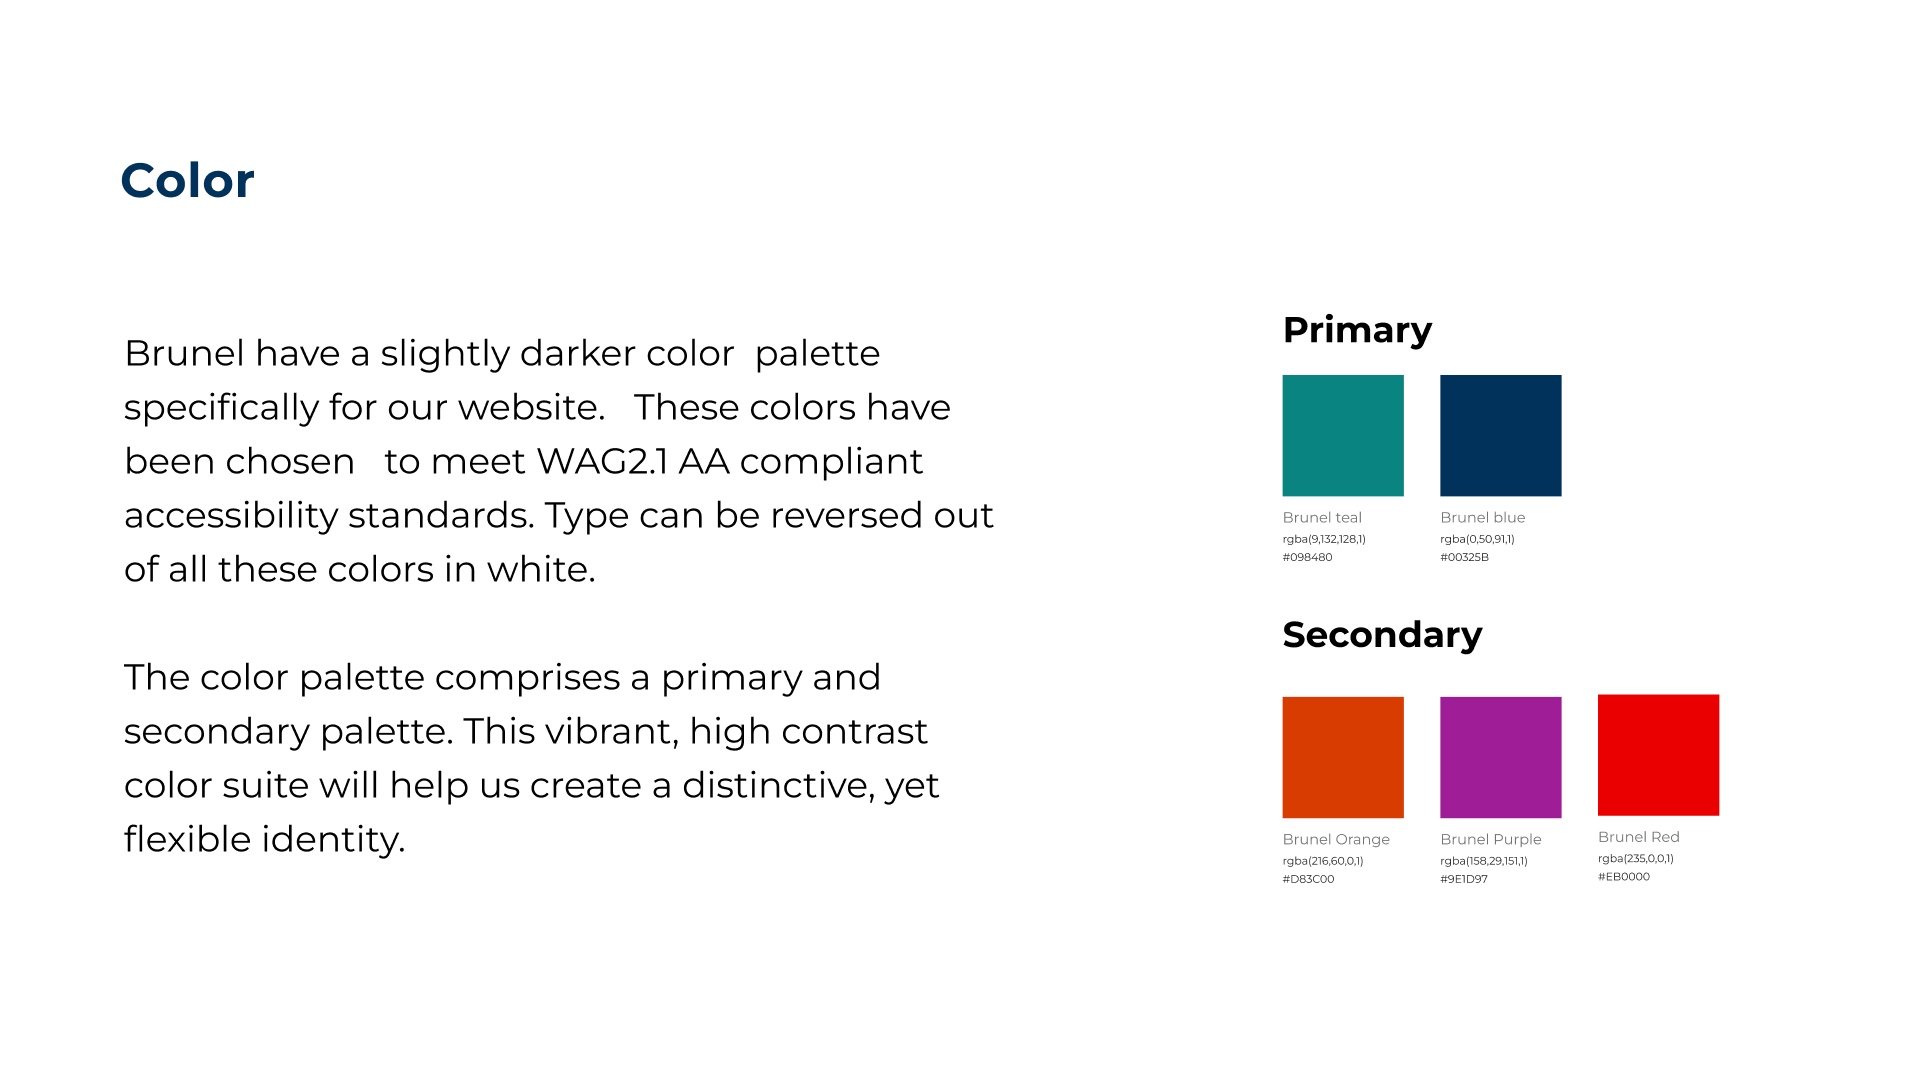 Color
Brunel have a slightly darker color  palette
specifically for our website.   These colors have
been chosen   to meet WAG2.1 AA compliant
accessibility standards. Type can be reversed out
of all these colors in white.
The color palette comprises a primary and
secondary palette. This vibrant, high contrast
color suite will help us create a distinctive, yet
flexible identity.
Primary
Brunel teal
rgba(9,132,128,1)
#098480
Brunel blue
rgba(0,50,91,1)
#00325B
Secondary
Brunel Orange
rgba(216,60,0,1)
#D83C00
Brunel Purple
rgba(158,29,151,1)
#9E1D97
Brunel Red
rgba(235,0,0,1)
#EB0000